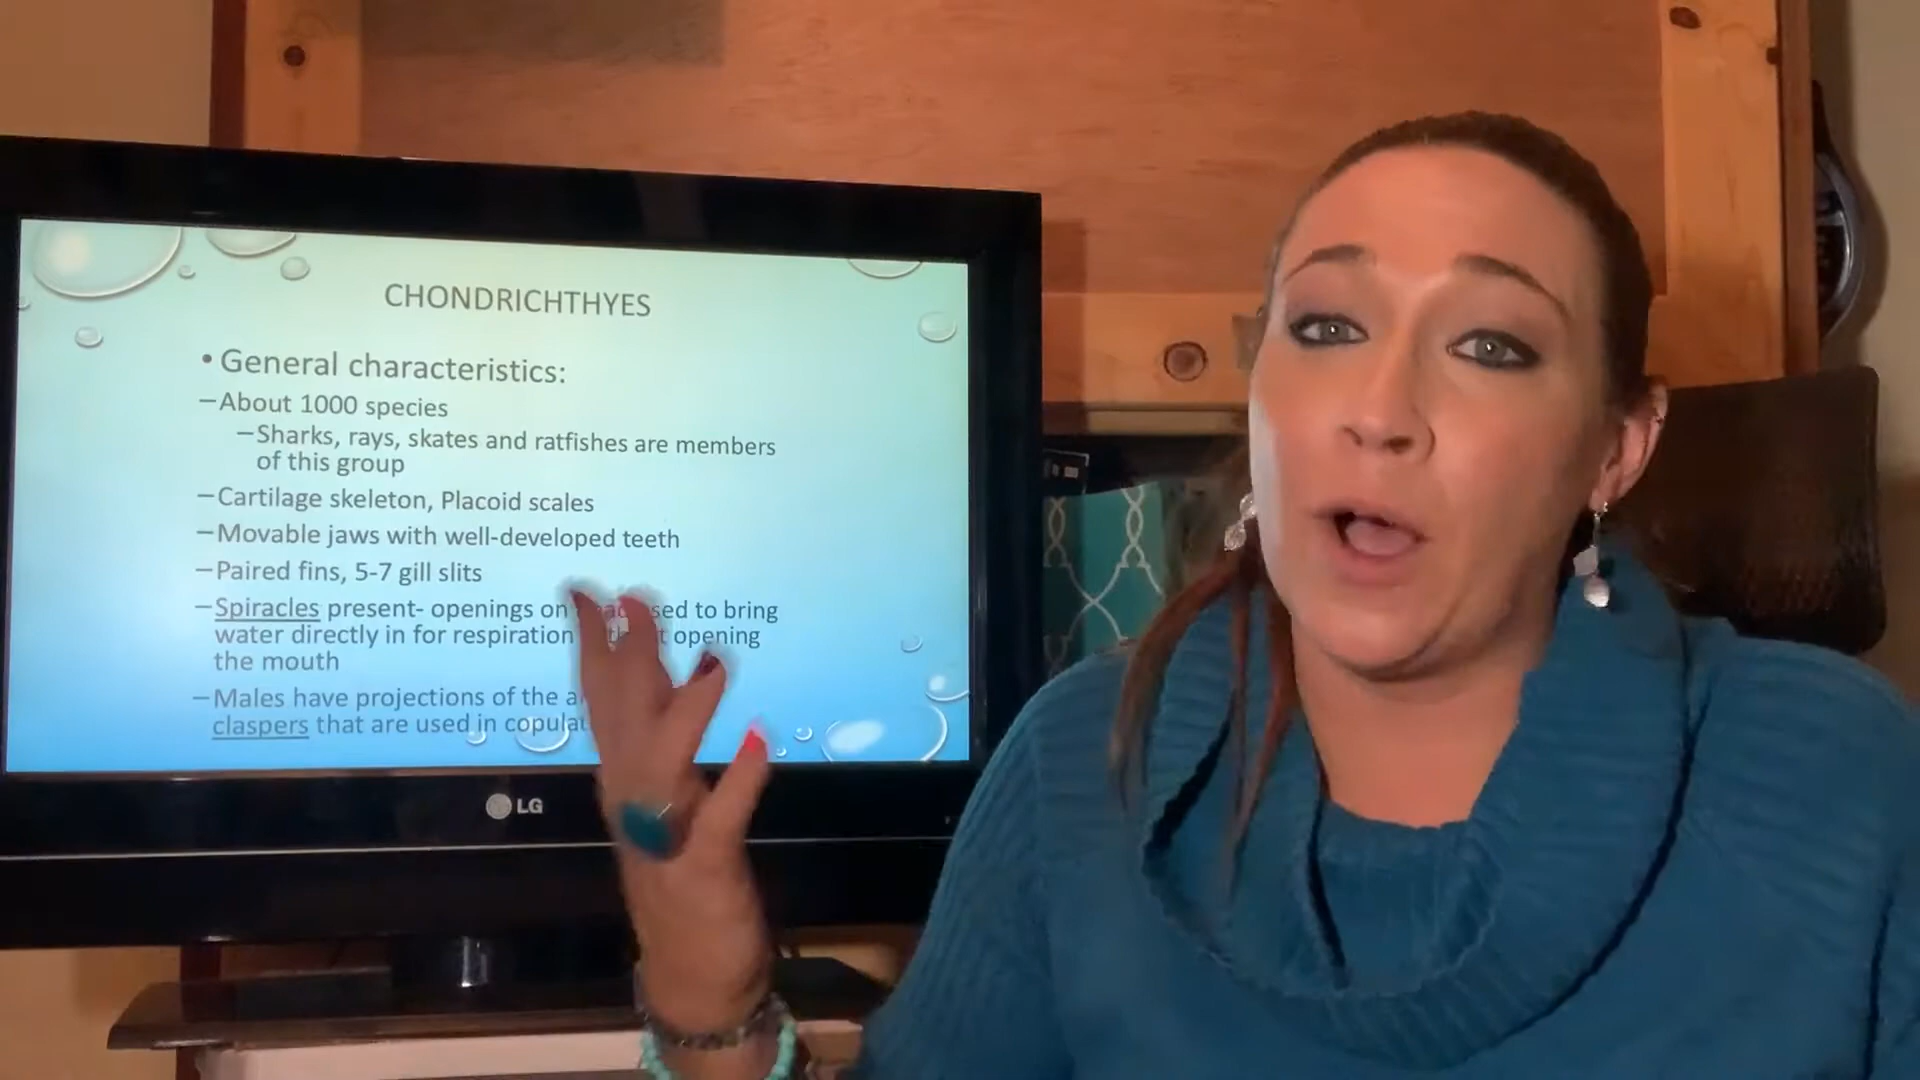 CHONDRICHTHYES
• General characteristics:
–About 1000 species
–Sharks, rays, skates and ratfishes are members
of this group
–Cartilage skeleton, Placoid scales
–Movable jaws with well-developed teeth
–Paired fins, 5-7 gill slits
–Spiracles present- openings on to bring
water directly in for respiration opening
the mouth
–Males have projections of the
claspers that are used in
LG